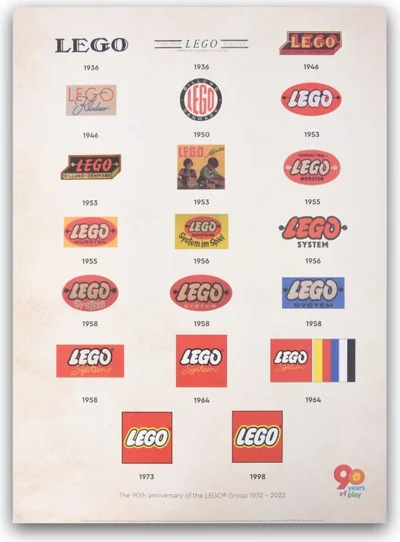 LEGO
LEGO
LEGO
1936
1936
1946
LEGO
Klodser
BILLUND
LEGO
DENMARK
LEGO
1946
1950
1953
LEGO
BILLUND-DENMARK
LEGO
LEGO
MURSTEN
1953
1953
1955
LEGO
MURSTEN
LEGO
System im Spiel
LEGO
SYSTEM
1955
1956
1956
LEGO
System
LEGO
SYSTEM
LEGO
SYSTEM
1958
1958
1958
LEGO
System
LEGO
System
LEGO
System
1958
1964
1964
LEGO
LEGO
1973
1998
90
years
of play
The 90th anniversary of the LEGO® Group 1932 - 2022